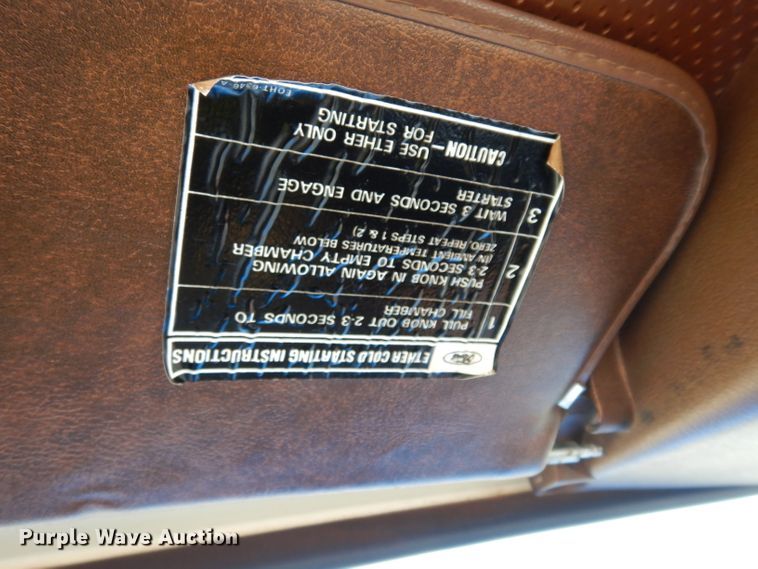 Ford ETHER COLD STARTING INSTRUCTIONS
1 PULL KNOB OUT 2-3 SECONDS TO
FILL CHAMBER
2 PUSH KNOB IN AGAIN ALLOWING
2-3 SECONDS TO EMPTY CHAMBER
(IN AMBIENT TEMPERATURES BELOW
ZERO, REPEAT STEPS 1 & 2)
3 WAIT 3 SECONDS AND ENGAGE
STARTER
CAUTION— USE ETHER ONLY
FOR STARTING
Purple Wave Auction